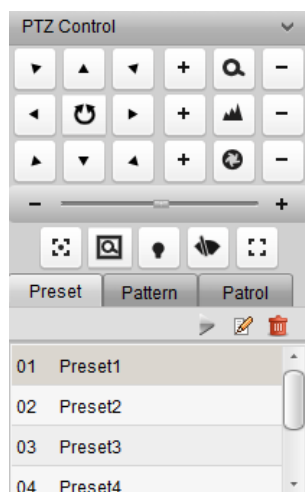 PTZ Control
Preset Pattern Patrol
01 Preset1
02 Preset2
03 Preset3
04 Preset4